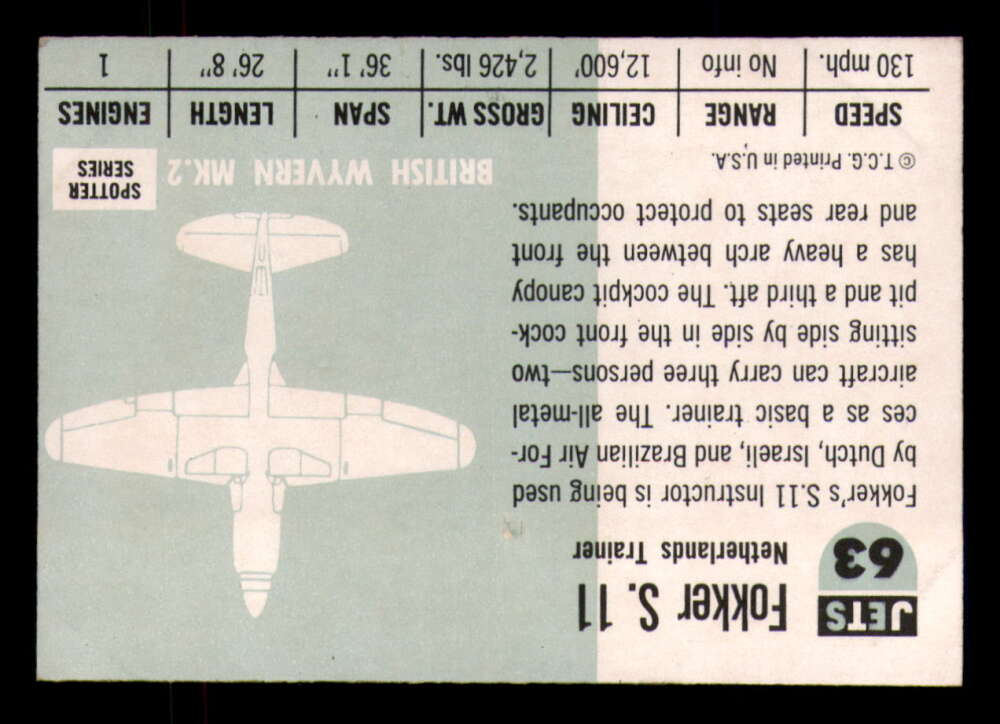 JETS
63
Fokker S. 11
Netherlands Trainer
Fokker's S.11 Instructor is being used
by Dutch, Israeli, and Brazilian Air For-
ces as a basic trainer. The all-metal
aircraft can carry three persons—two
sitting side by side in the front cock-
pit and a third aft. The cockpit canopy
has a heavy arch between the front
and rear seats to protect occupants.
© T.C.G. Printed in U.S.A.
BRITISH WYVERN MK.2
SPOTTER
SERIES
SPEED RANGE CEILING GROSS WT. SPAN LENGTH ENGINES
130 mph. No info 12,600' 2,426 lbs. 36' 1" 26' 8" 1